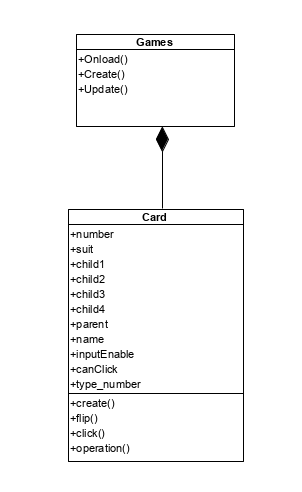 Games
+Onload()
+Create()
+Update()
Card
+number
+suit
+child1
+child2
+child3
+child4
+parent
+name
+inputEnable
+canClick
+type_number
+create()
+flip()
+click()
+operation()